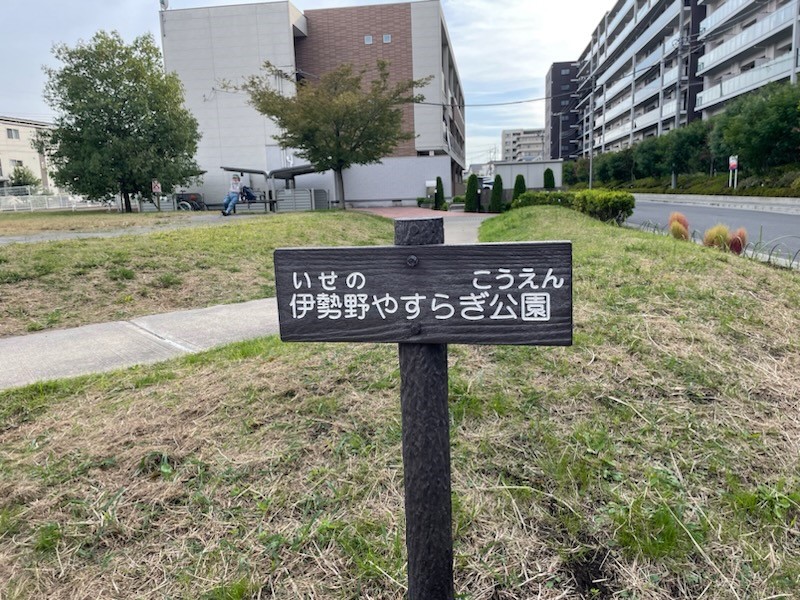 いせの こうえん
伊勢野やすらぎ公園